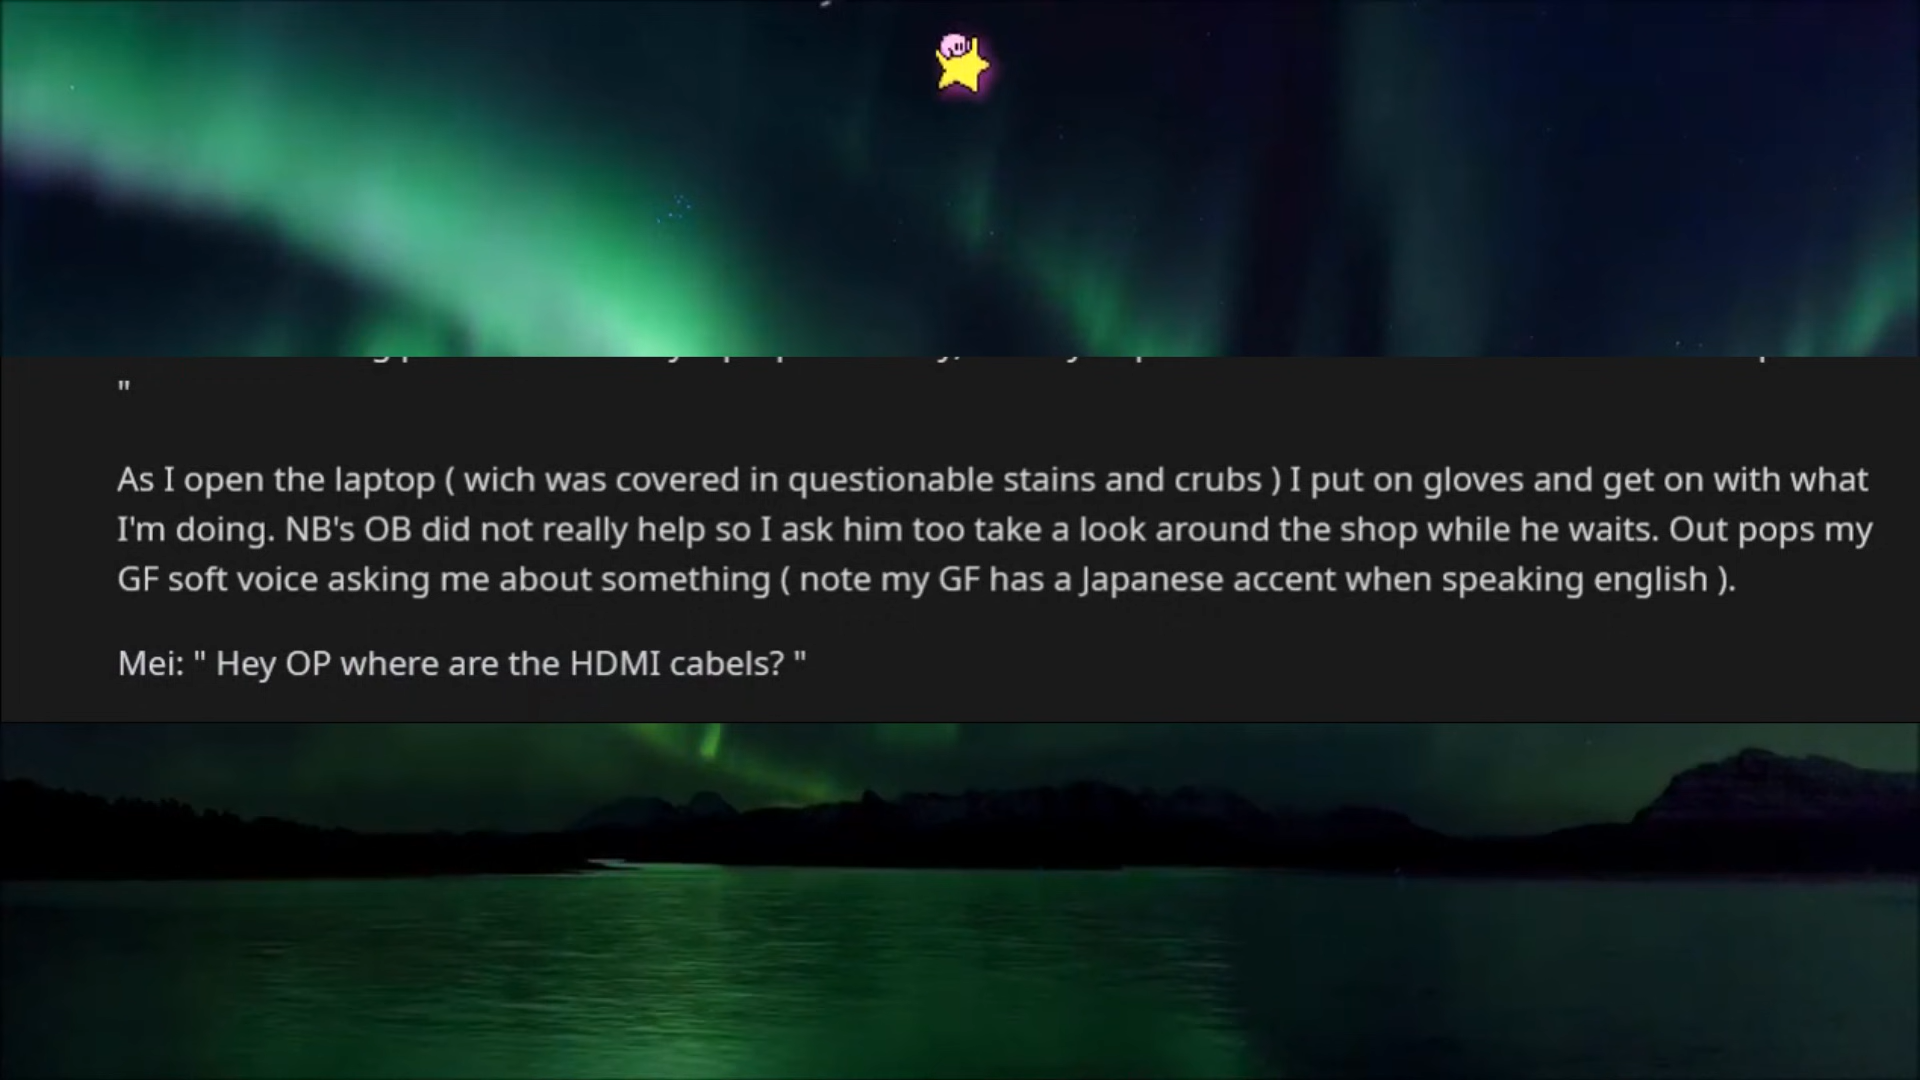 "
As I open the laptop ( wich was covered in questionable stains and crubs ) I put on gloves and get on with what
I'm doing. NB's OB did not really help so I ask him too take a look around the shop while he waits. Out pops my
GF soft voice asking me about something ( note my GF has a Japanese accent when speaking english ).
Mei: " Hey OP where are the HDMI cabels? "